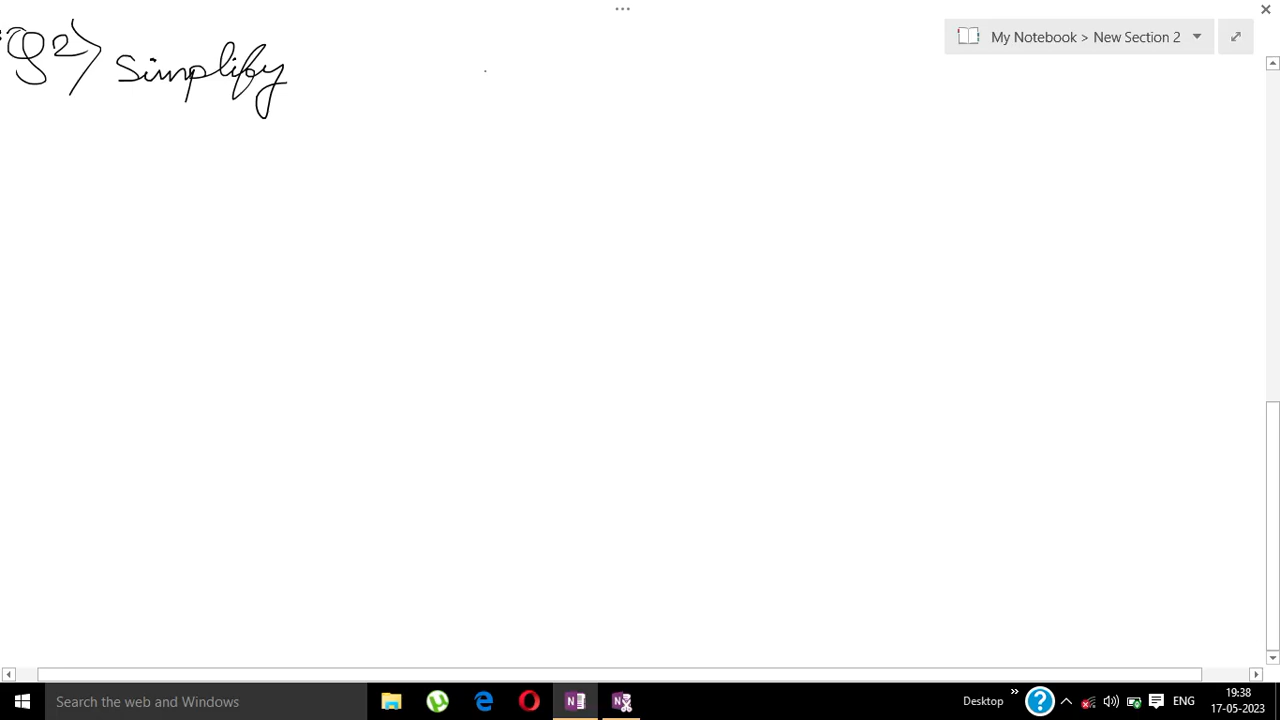 ...
My Notebook > New Section 2
Q2) Simplify
Search the web and Windows
Desktop
ENG
19:38
17-05-2023